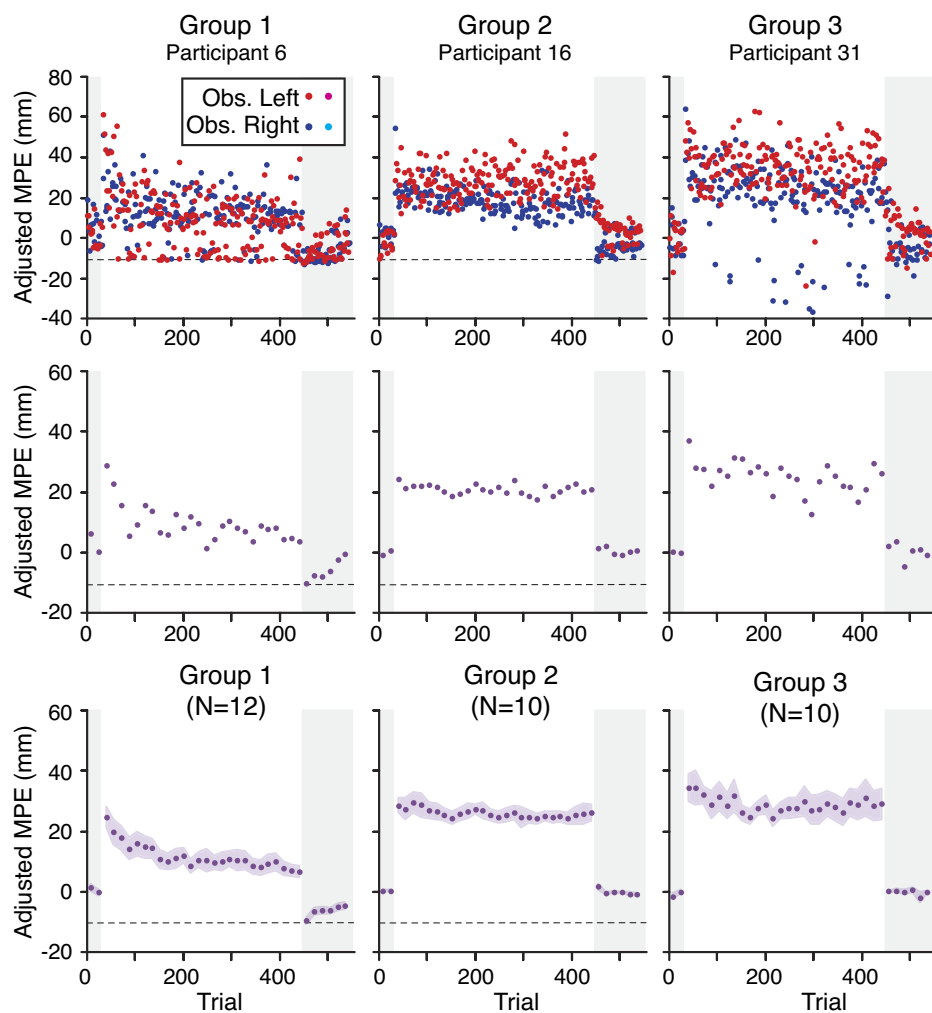 Group 1
Participant 6
Group 2
Participant 16
Group 3
Participant 31
Adjusted MPE (mm)
80
60
40
20
0
-20
-40
Obs. Left
Obs. Right
0
200
400
0
200
400
0
200
400
Adjusted MPE (mm)
60
40
20
0
-20
0
200
400
0
200
400
0
200
400
Group 1
(N=12)
Group 2
(N=10)
Group 3
(N=10)
Adjusted MPE (mm)
60
40
20
0
-20
0
200
400
0
200
400
0
200
400
Trial
Trial
Trial